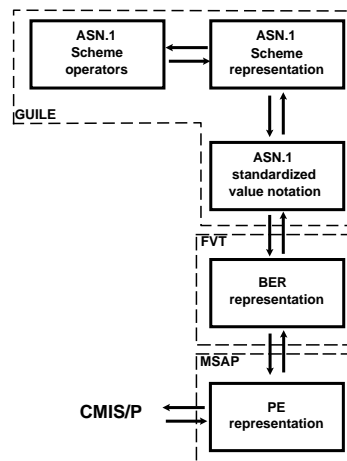 ASN.1
Scheme
operators
ASN.1
Scheme
representation
GUILE
ASN.1
standardized
value notation
FVT
BER
representation
MSAP
CMIS/P
PE
representation